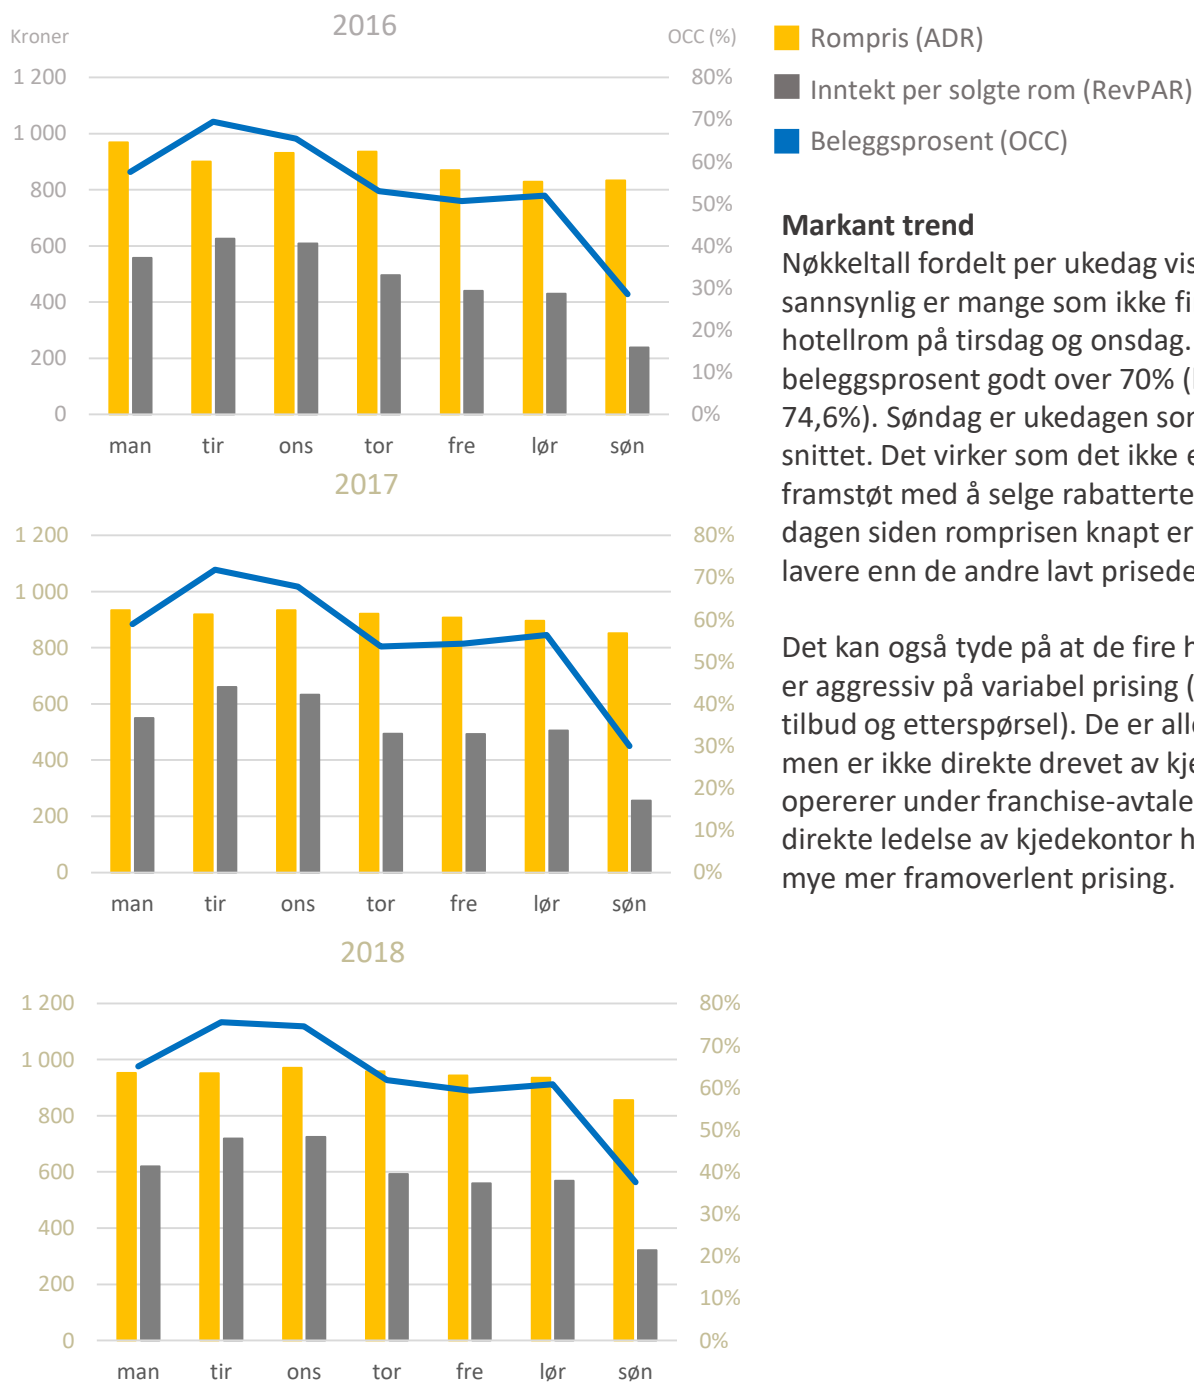 2016
Kroner
OCC (%)
1 200
1 000
800
600
400
200
0
80%
70%
60%
50%
40%
30%
20%
10%
0%
man tir ons tor fre lør søn
2017
1 200
1 000
800
600
400
200
0
80%
70%
60%
50%
40%
30%
20%
10%
0%
man tir ons tor fre lør søn
2018
1 200
1 000
800
600
400
200
0
80%
70%
60%
50%
40%
30%
20%
10%
0%
man tir ons tor fre lør søn
Rompris (ADR)
Inntekt per solgte rom (RevPAR)
Beleggsprosent (OCC)
Markant trend
Nøkkeltall fordelt per ukedag
sannsynlig er mange som ikke
hotellrom på tirsdag og onsdag.
beleggsprosent godt over 70%
74,6%). Søndag er ukedagen
snittet. Det virker som det ikke
framstøt med å selge rabatterte
dagen siden romprisen knapt er
lavere enn de andre lavt prisede
Det kan også tyde på at de fire
er aggressiv på variabel prising
tilbud og etterspørsel). De er
men er ikke direkte drevet av
opererer under franchise-avtale
direkte ledelse av kjedekontor
mye mer framoverlent prising.